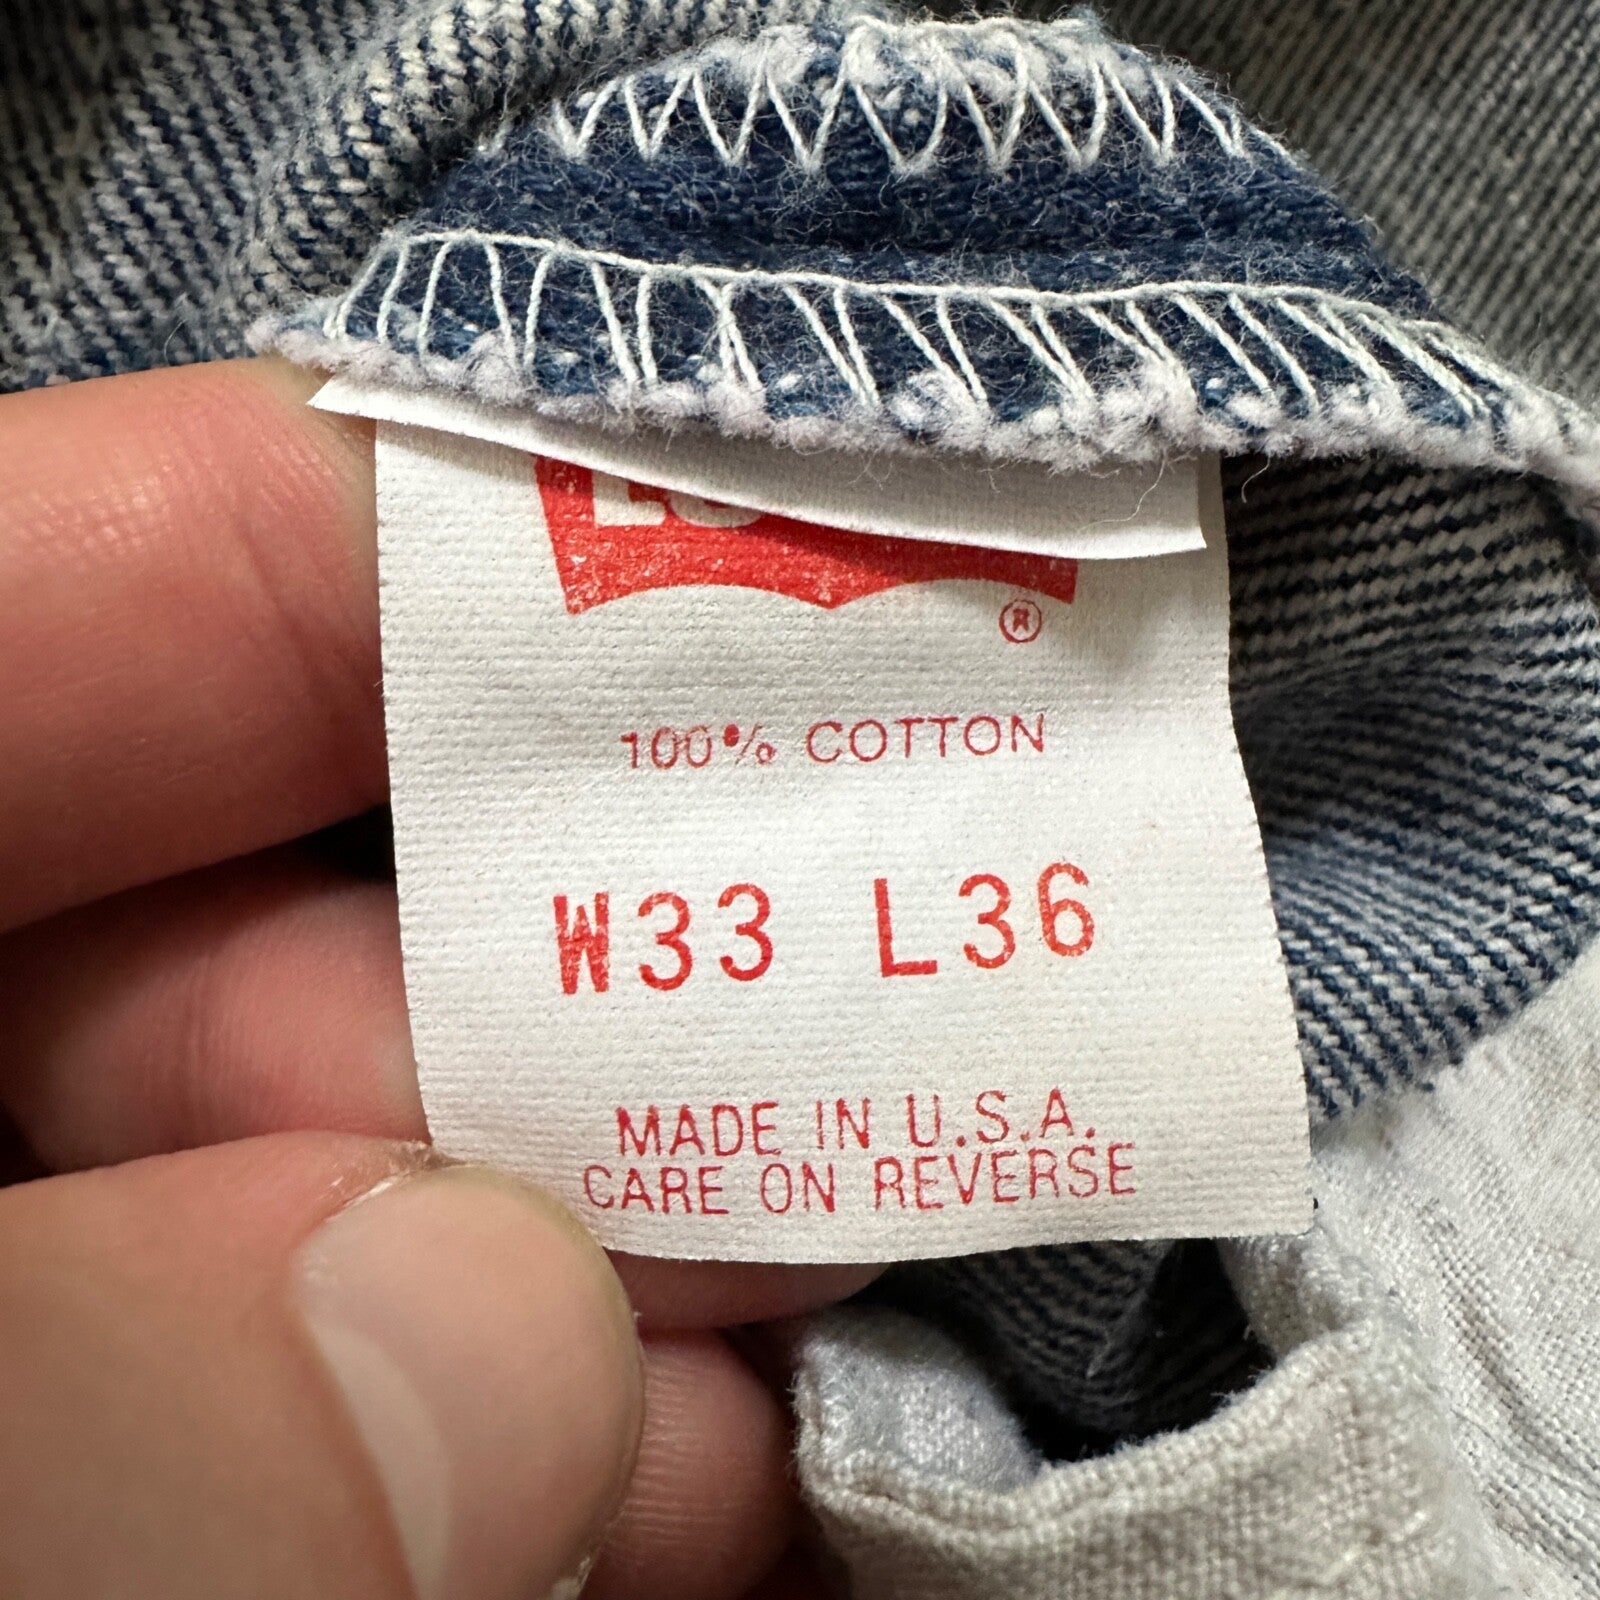 ®
100% COTTON
W33 L36
MADE IN U.S.A.
CARE ON REVERSE